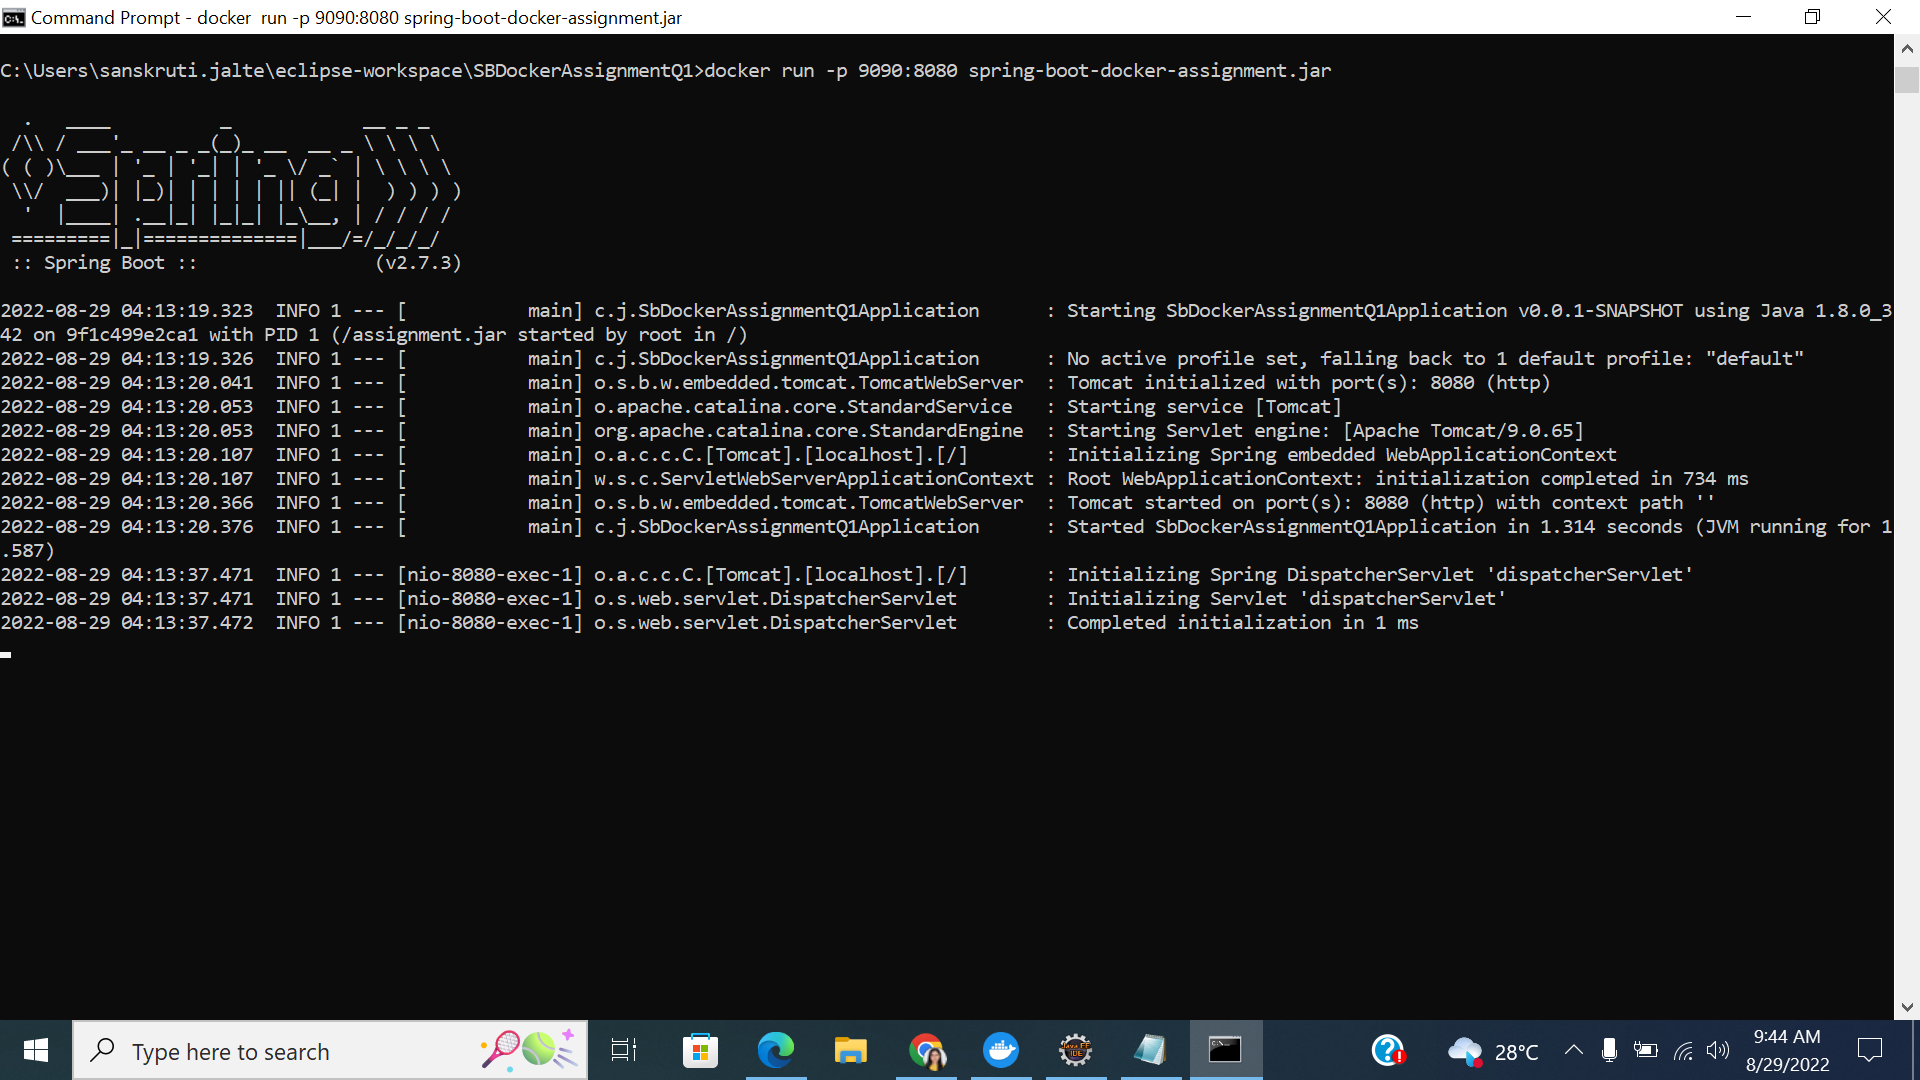 Command Prompt - docker  run -p 9090:8080 spring-boot-docker-assignment.jar
C:\Users\sanskruti.jalte\eclipse-workspace\SBDockerAssignmentQ1>docker run -p 9090:8080 spring-boot-docker-assignment.jar
  .   ____          _            __ _ _
 /\\ / ___'_ __ _ _(_)_ __  __ _ \ \ \ \
( ( )\___ | '_ | '_| | '_ \/ _` | \ \ \ \
 \\/  ___)| |_)| | | | | || (_| |  ) ) ) )
  '  |____| .__|_| |_|_| |_\__, | / / / /
 =========|_|==============|___/=/_/_/_/
 :: Spring Boot ::                (v2.7.3)
2022-08-29 04:13:19.323  INFO 1 --- [           main] c.j.SbDockerAssignmentQ1Application      : Starting SbDockerAssignmentQ1Application v0.0.1-SNAPSHOT using Java 1.8.0_3
42 on 9f1c499e2ca1 with PID 1 (/assignment.jar started by root in /)
2022-08-29 04:13:19.326  INFO 1 --- [           main] c.j.SbDockerAssignmentQ1Application      : No active profile set, falling back to 1 default profile: "default"
2022-08-29 04:13:20.041  INFO 1 --- [           main] o.s.b.w.embedded.tomcat.TomcatWebServer  : Tomcat initialized with port(s): 8080 (http)
2022-08-29 04:13:20.053  INFO 1 --- [           main] o.apache.catalina.core.StandardService   : Starting service [Tomcat]
2022-08-29 04:13:20.053  INFO 1 --- [           main] org.apache.catalina.core.StandardEngine  : Starting Servlet engine: [Apache Tomcat/9.0.65]
2022-08-29 04:13:20.107  INFO 1 --- [           main] o.a.c.c.C.[Tomcat].[localhost].[/]       : Initializing Spring embedded WebApplicationContext
2022-08-29 04:13:20.107  INFO 1 --- [           main] w.s.c.ServletWebServerApplicationContext : Root WebApplicationContext: initialization completed in 734 ms
2022-08-29 04:13:20.366  INFO 1 --- [           main] o.s.b.w.embedded.tomcat.TomcatWebServer  : Tomcat started on port(s): 8080 (http) with context path ''
2022-08-29 04:13:20.376  INFO 1 --- [           main] c.j.SbDockerAssignmentQ1Application      : Started SbDockerAssignmentQ1Application in 1.314 seconds (JVM running for 1
.587)
2022-08-29 04:13:37.471  INFO 1 --- [nio-8080-exec-1] o.a.c.c.C.[Tomcat].[localhost].[/]       : Initializing Spring DispatcherServlet 'dispatcherServlet'
2022-08-29 04:13:37.471  INFO 1 --- [nio-8080-exec-1] o.s.web.servlet.DispatcherServlet        : Initializing Servlet 'dispatcherServlet'
2022-08-29 04:13:37.472  INFO 1 --- [nio-8080-exec-1] o.s.web.servlet.DispatcherServlet        : Completed initialization in 1 ms
Type here to search
28°C
9:44 AM
8/29/2022